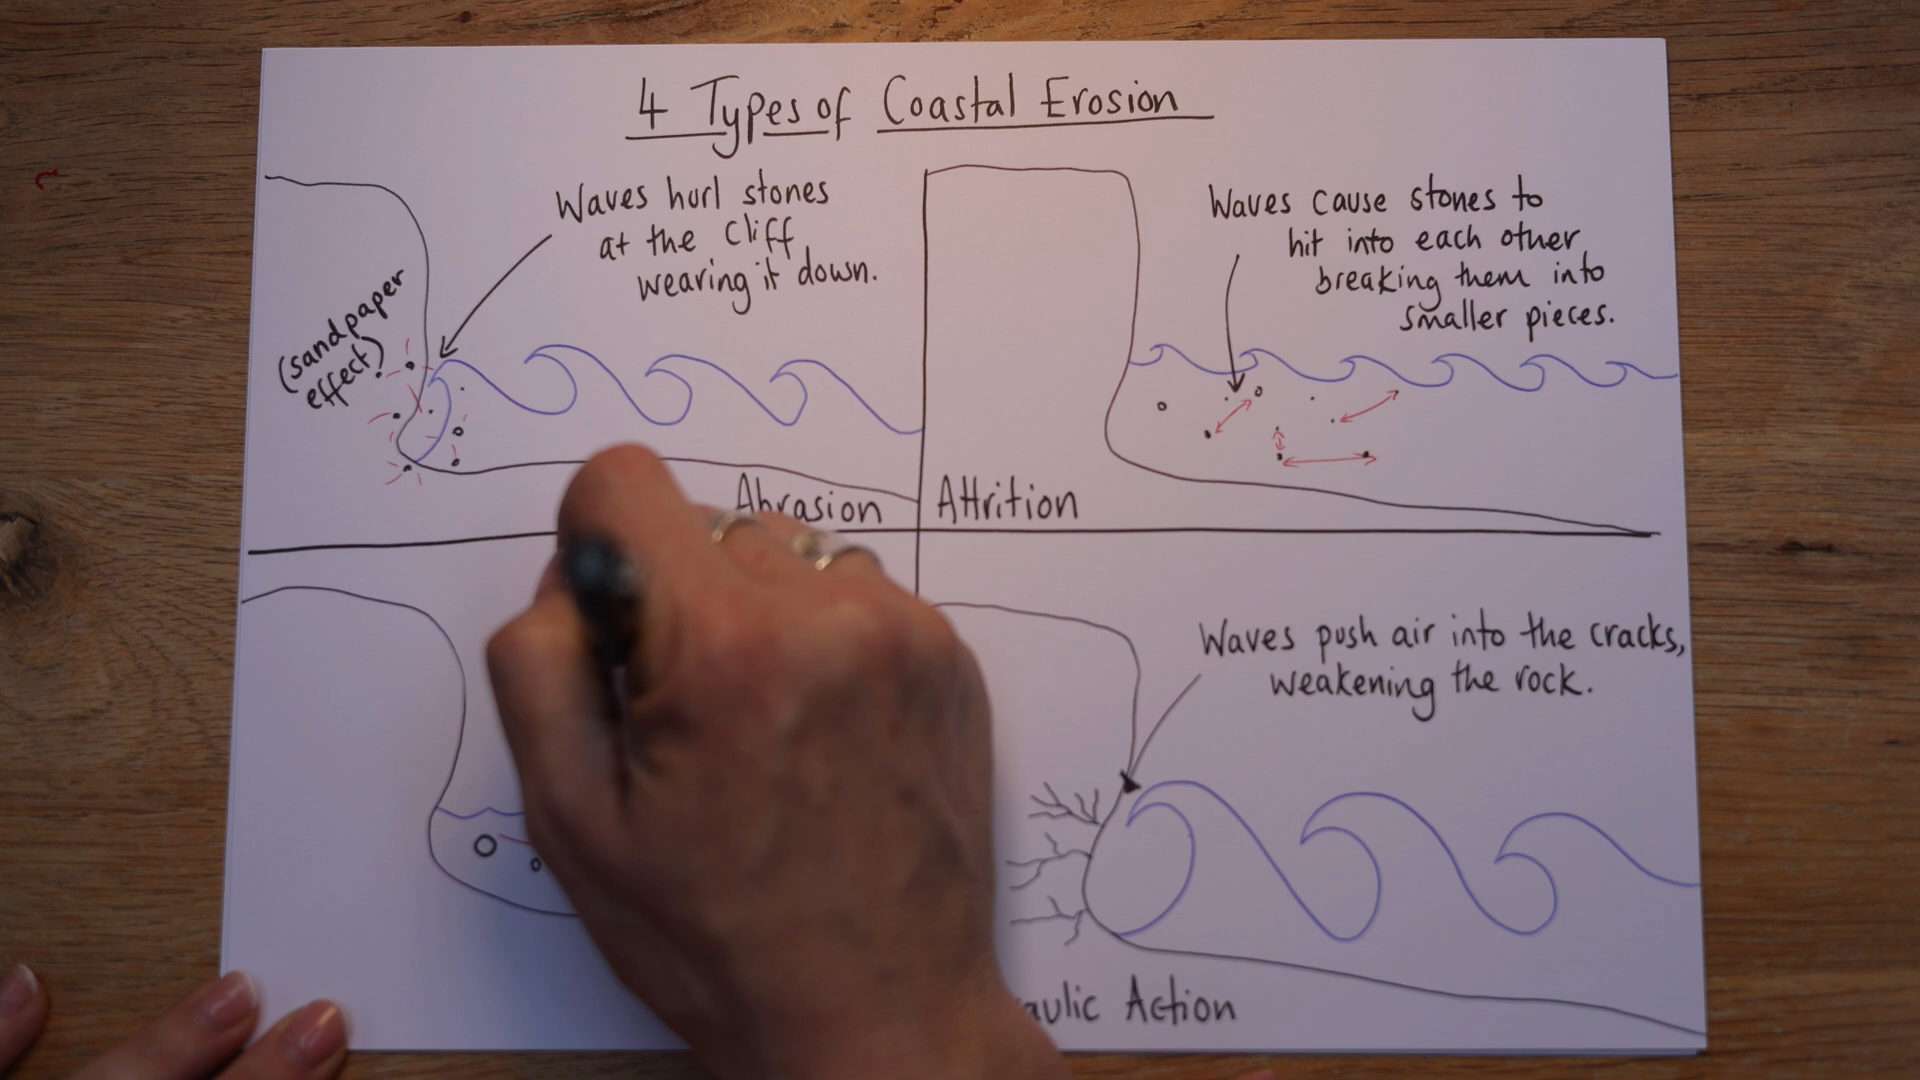 4 Types of Coastal Erosion
Waves hurl stones
at the cliff,
wearing it down.
(sandpaper
effect)
Abrasion
Waves cause stones to
hit into each other,
breaking them into
smaller pieces.
Attrition
Waves push air into the cracks,
weakening the rock.
Action